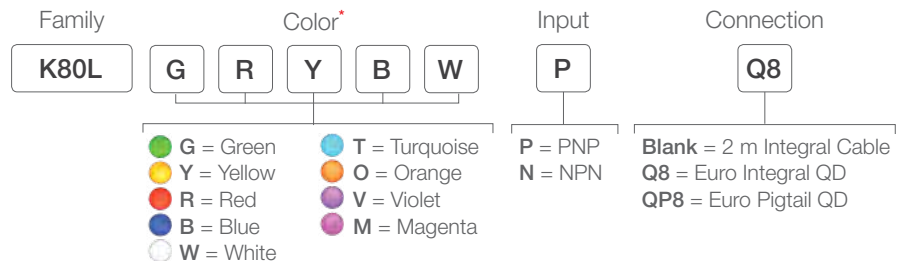 Family Color* Input Connection
K80L G R Y B W P Q8
G = Green T = Turquoise P = PNP Blank = 2 m Integral Cable
Y = Yellow O = Orange N = NPN Q8 = Euro Integral QD
R = Red V = Violet QP8 = Euro Pigtail QD
B = Blue M = Magenta
W = White